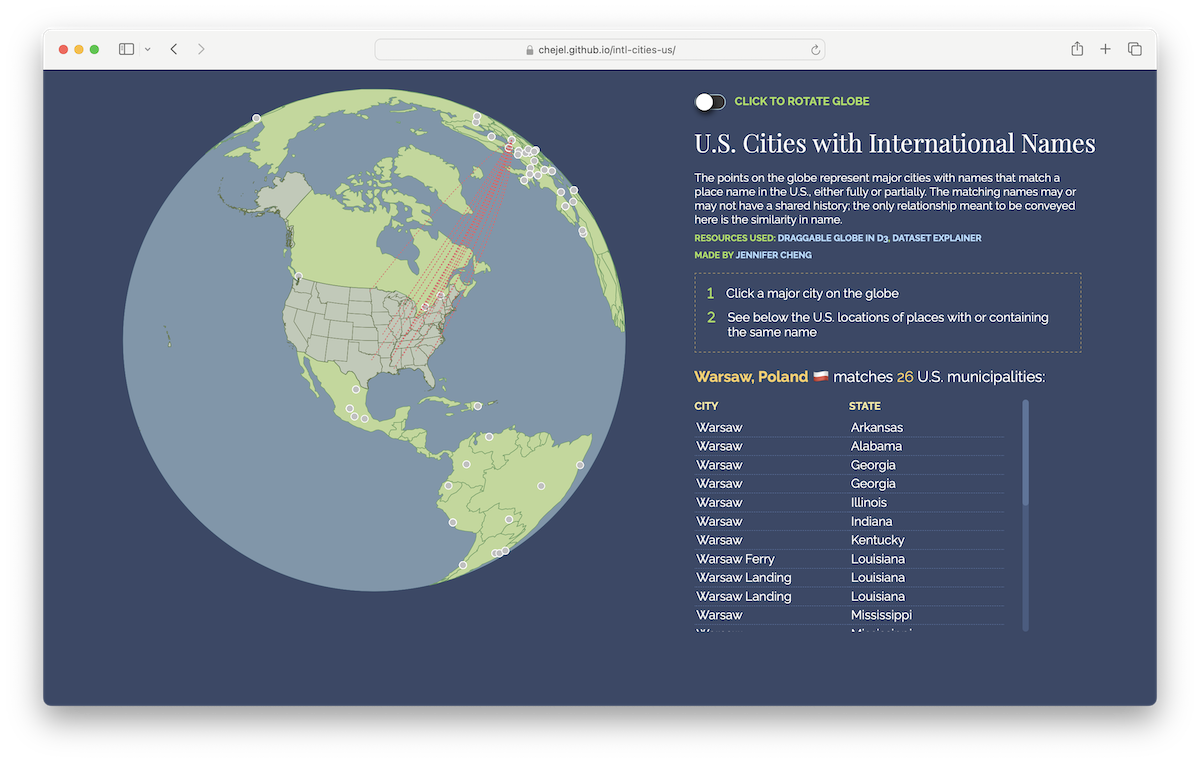 chejel.github.io/intl-cities-us/
CLICK TO ROTATE GLOBE
U.S. Cities with International Names
The points on the globe represent major cities with names that match a
place name in the U.S., either fully or partially. The matching names may or
may not have a shared history, the only relationship meant to be conveyed
here is the similarity in name.
RESOURCES USED: DRAGGABLE GLOBE IN D3, DATASET EXPLAINER
MADE BY JENNIFER CHENG
1 Click a major city on the globe
2 See below the U.S. locations of places with or containing
the same name
Warsaw, Poland 🇵🇱 matches 26 U.S. municipalities:
CITY STATE
Warsaw Arkansas
Warsaw Alabama
Warsaw Georgia
Warsaw Georgia
Warsaw Illinois
Warsaw Indiana
Warsaw Kentucky
Warsaw Ferry Louisiana
Warsaw Landing Louisiana
Warsaw Landing Louisiana
Warsaw Mississippi